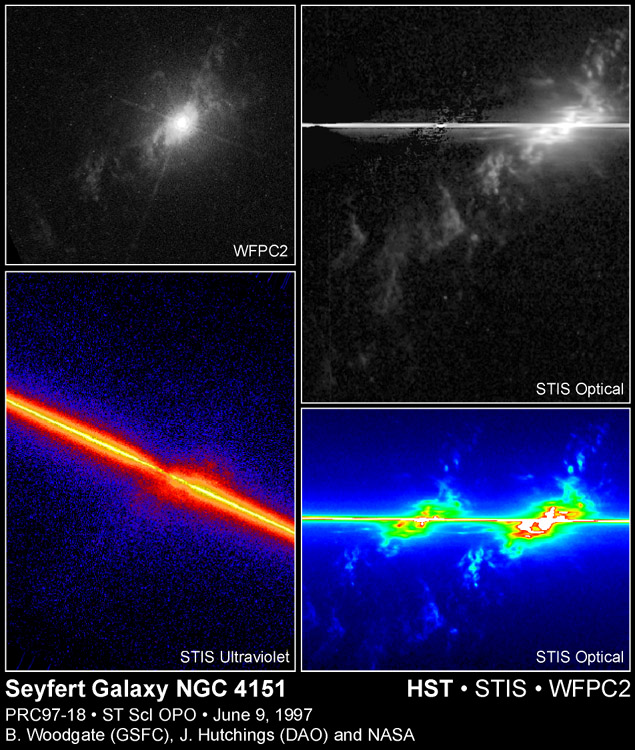 WFPC2
STIS Optical
STIS Ultraviolet
STIS Optical
Seyfert Galaxy NGC 4151
HST • STIS • WFPC2
PRC97-18 • ST ScI OPO • June 9, 1997
B. Woodgate (GSFC), J. Hutchings (DAO) and NASA